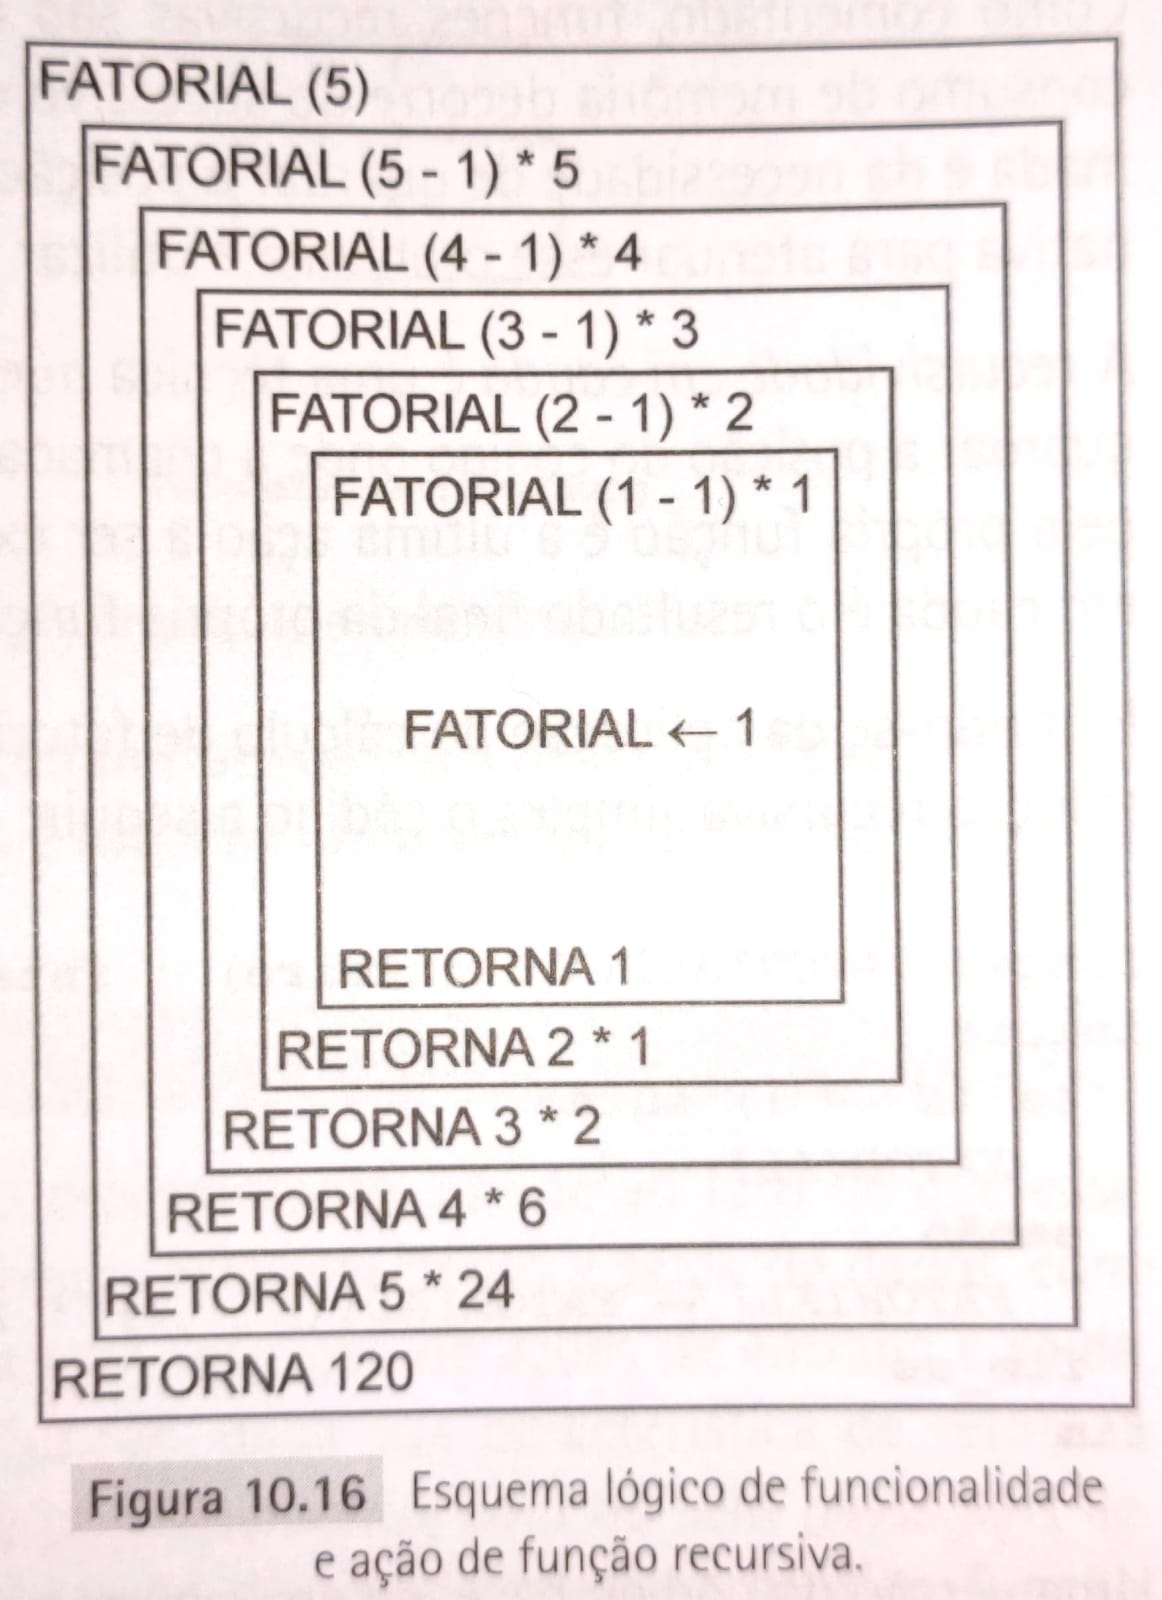 FATORIAL (5)
FATORIAL (5 - 1) * 5
FATORIAL (4 - 1) * 4
FATORIAL (3 - 1) * 3
FATORIAL (2 - 1) * 2
FATORIAL (1 - 1) * 1
FATORIAL ← 1
RETORNA 1
RETORNA 2 * 1
RETORNA 3 * 2
RETORNA 4 * 6
RETORNA 5 * 24
RETORNA 120
Figura 10.16 Esquema lógico de funcionalidade
e ação de função recursiva.